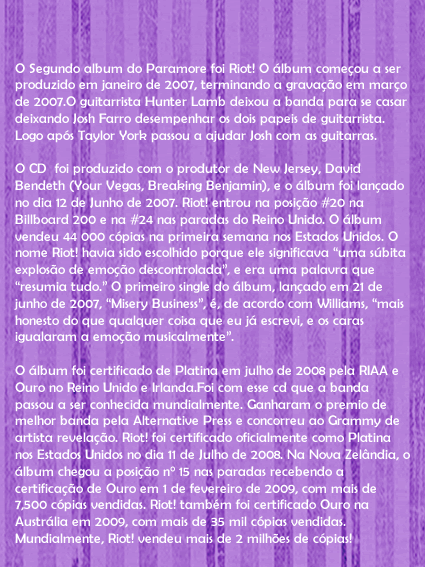 O Segundo album do Paramore foi Riot! O álbum começou a ser
produzido em janeiro de 2007, terminando a gravação em março
de 2007.O guitarrista Hunter Lamb deixou a banda para se casar
deixando Josh Farro desempenhar os dois papeis de guitarrista.
Logo após Taylor York passou a ajudar Josh com as guitarras.

O CD  foi produzido com o produtor de New Jersey, David
Bendeth (Your Vegas, Breaking Benjamin), e o álbum foi lançado
no dia 12 de Junho de 2007. Riot! entrou na posição #20 na
Billboard 200 e na #24 nas paradas do Reino Unido. O álbum
vendeu 44 000 cópias na primeira semana nos Estados Unidos. O
nome Riot! havia sido escolhido porque ele significava “uma súbita
explosão de emoção descontrolada”, e era uma palavra que
“resumia tudo.” O primeiro single do álbum, lançado em 21 de
junho de 2007, “Misery Business”, é, de acordo com Williams, “mais
honesto do que qualquer coisa que eu já escrevi, e os caras
igualaram a emoção musicalmente”.

O álbum foi certificado de Platina em julho de 2008 pela RIAA e
Ouro no Reino Unido e Irlanda.Foi com esse cd que a banda
passou a ser conhecida mundialmente. Ganharam o premio de
melhor banda pela Alternative Press e concorreu ao Grammy de
artista revelação. Riot! foi certificado oficialmente como Platina
nos Estados Unidos no dia 11 de Julho de 2008. Na Nova Zelândia, o
álbum chegou a posição nº 15 nas paradas recebendo a
certificação de Ouro em 1 de fevereiro de 2009, com mais de
7,500 cópias vendidas. Riot! também foi certificado Ouro na
Austrália em 2009, com mais de 35 mil cópias vendidas.
Mundialmente, Riot! vendeu mais de 2 milhões de cópias!